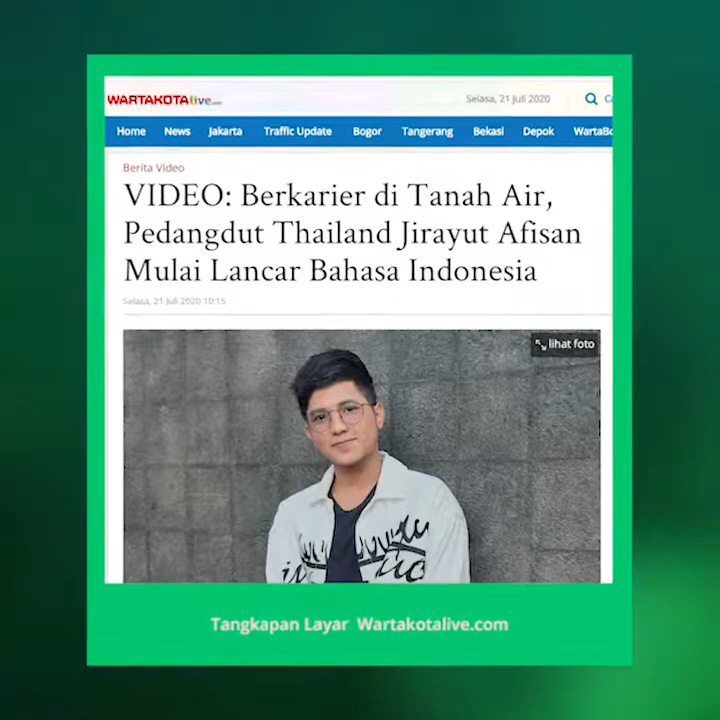 WARTAKOTAlive.com
Selasa, 21 Juli 2020
Home News Jakarta Traffic Update Bogor Tangerang Bekasi Depok
Berita Video
VIDEO: Berkarier di Tanah Air,
Pedangdut Thailand Jirayut Afisan
Mulai Lancar Bahasa Indonesia
Selasa, 21 Juli 2020 10:15
lihat foto
Tangkapan Layar Wartakotalive.com